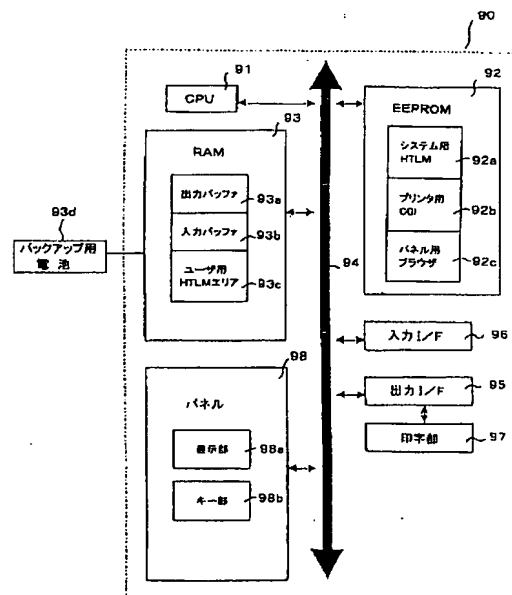 90
91
CPU
92
EEPROM
システム用
HTLM
92a
プリンタ用
CGI
92b
パネル用
ブラウザ
92c
93
RAM
出力バッファ
93a
入力バッファ
93b
ユーザ用
HTLMエリア
93c
93d
バックアップ用
電池
94
入力I/F
96
出力I/F
95
印字部
97
98
パネル
表示部
98a
キー部
98b